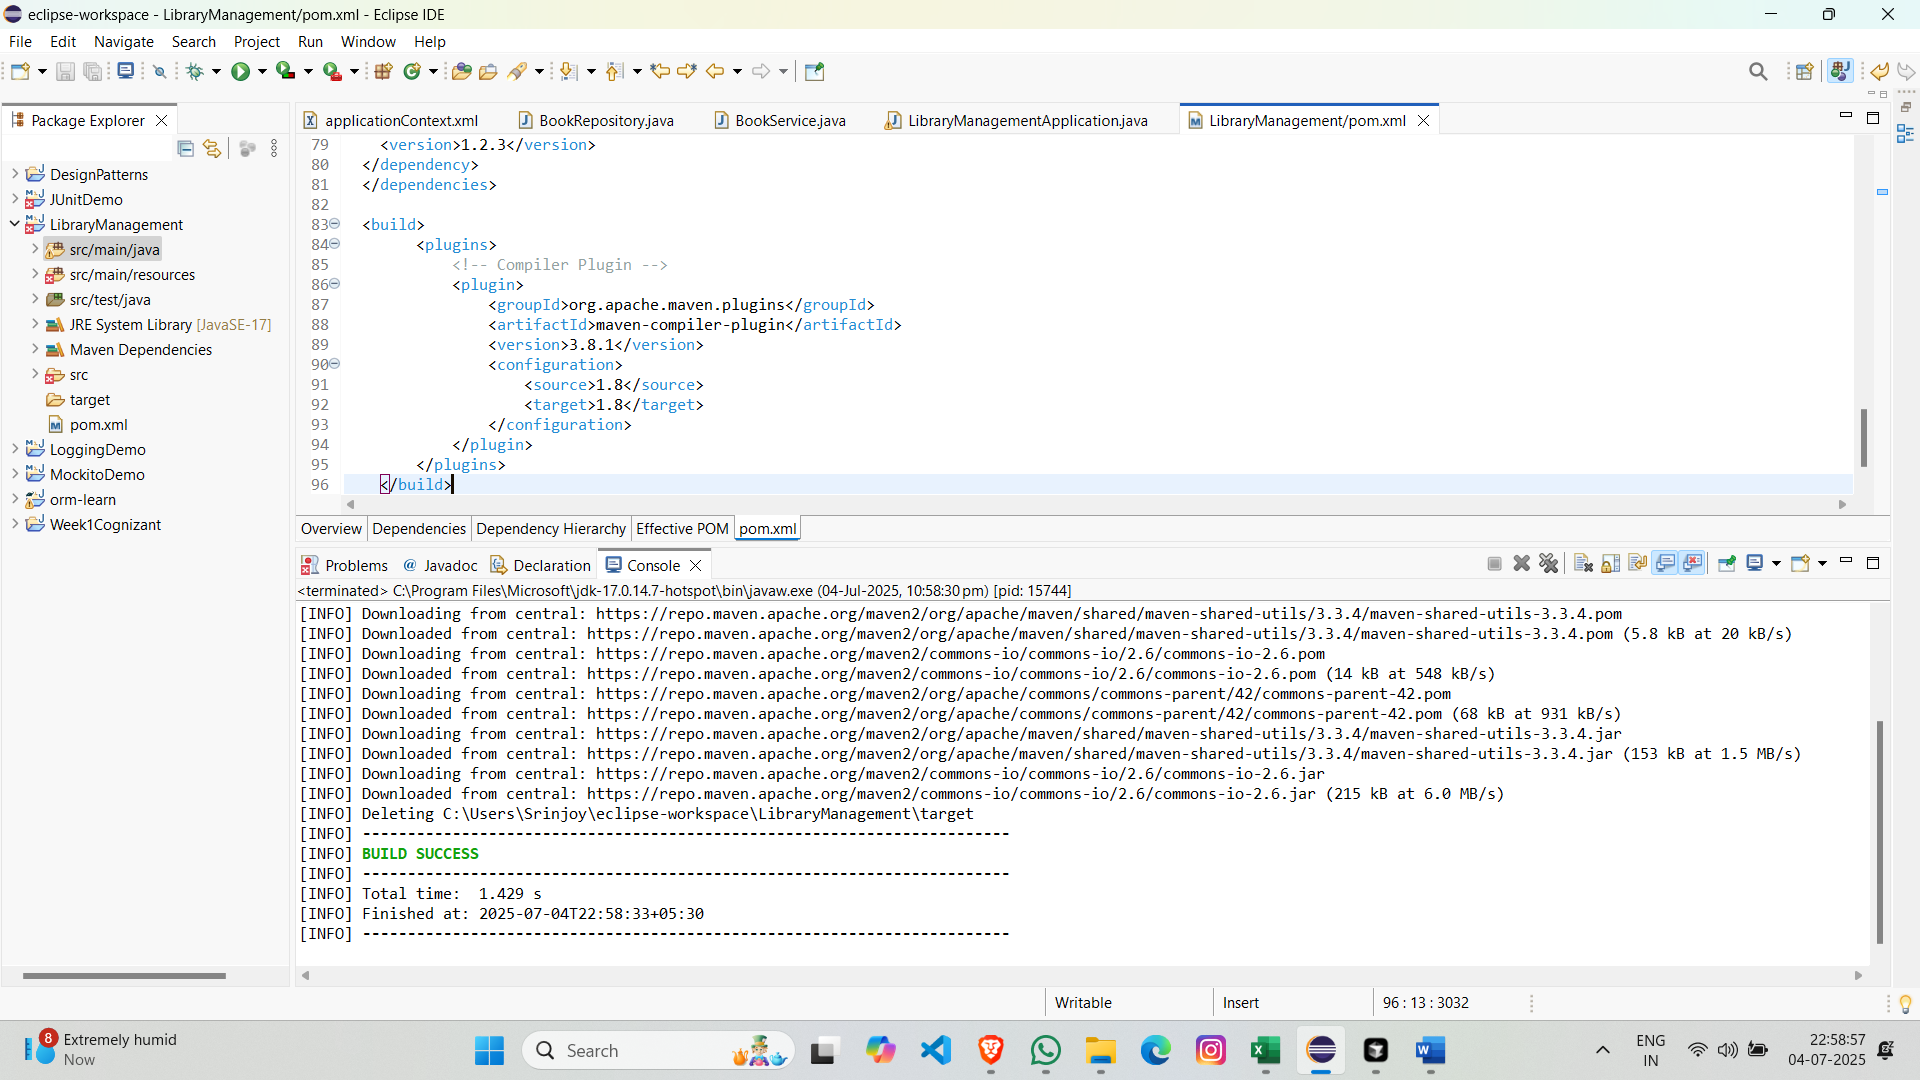 eclipse-workspace - LibraryManagement/pom.xml - Eclipse IDE
File Edit Navigate Search Project Run Window Help
Package Explorer
DesignPatterns
JUnitDemo
LibraryManagement
src/main/java
src/main/resources
src/test/java
JRE System Library [JavaSE-17]
Maven Dependencies
src
target
pom.xml
LoggingDemo
MockitoDemo
orm-learn
Week1Cognizant
applicationContext.xml BookRepository.java BookService.java LibraryManagementApplication.java LibraryManagement/pom.xml
79 <version>1.2.3</version>
80 </dependency>
81 </dependencies>
82
83 <build>
84 <plugins>
85 <!-- Compiler Plugin -->
86 <plugin>
87 <groupId>org.apache.maven.plugins</groupId>
88 <artifactId>maven-compiler-plugin</artifactId>
89 <version>3.8.1</version>
90 <configuration>
91 <source>1.8</source>
92 <target>1.8</target>
93 </configuration>
94 </plugin>
95 </plugins>
96 </build>
Overview Dependencies Dependency Hierarchy Effective POM pom.xml
Problems @ Javadoc Declaration Console
<terminated> C:\Program Files\Microsoft\jdk-17.0.14.7-hotspot\bin\javaw.exe (04-Jul-2025, 10:58:30 pm) [pid: 15744]
[INFO] Downloading from central: https://repo.maven.apache.org/maven2/org/apache/maven/shared/maven-shared-utils/3.3.4/maven-shared-utils-3.3.4.pom
[INFO] Downloaded from central: https://repo.maven.apache.org/maven2/org/apache/maven/shared/maven-shared-utils/3.3.4/maven-shared-utils-3.3.4.pom (5.8 kB at 20 kB/s)
[INFO] Downloading from central: https://repo.maven.apache.org/maven2/commons-io/commons-io/2.6/commons-io-2.6.pom
[INFO] Downloaded from central: https://repo.maven.apache.org/maven2/commons-io/commons-io/2.6/commons-io-2.6.pom (14 kB at 548 kB/s)
[INFO] Downloading from central: https://repo.maven.apache.org/maven2/org/apache/commons/commons-parent/42/commons-parent-42.pom
[INFO] Downloaded from central: https://repo.maven.apache.org/maven2/org/apache/commons/commons-parent/42/commons-parent-42.pom (68 kB at 931 kB/s)
[INFO] Downloading from central: https://repo.maven.apache.org/maven2/org/apache/maven/shared/maven-shared-utils/3.3.4/maven-shared-utils-3.3.4.jar
[INFO] Downloaded from central: https://repo.maven.apache.org/maven2/org/apache/maven/shared/maven-shared-utils/3.3.4/maven-shared-utils-3.3.4.jar (153 kB at 1.5 MB/s)
[INFO] Downloading from central: https://repo.maven.apache.org/maven2/commons-io/commons-io/2.6/commons-io-2.6.jar
[INFO] Downloaded from central: https://repo.maven.apache.org/maven2/commons-io/commons-io/2.6/commons-io-2.6.jar (215 kB at 6.0 MB/s)
[INFO] Deleting C:\Users\Srinjoy\eclipse-workspace\LibraryManagement\target
[INFO] ------------------------------------------------------------------------
[INFO] BUILD SUCCESS
[INFO] ------------------------------------------------------------------------
[INFO] Total time:  1.429 s
[INFO] Finished at: 2025-07-04T22:58:33+05:30
[INFO] ------------------------------------------------------------------------
Writable Insert 96 : 13 : 3032
8 Extremely humid
Now
Search
ENG
IN
22:58:57
04-07-2025